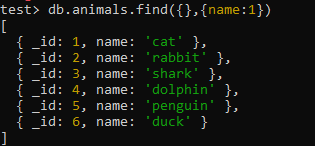 test> db.animals.find({},{name:1})
[
  { _id: 1, name: 'cat' },
  { _id: 2, name: 'rabbit' },
  { _id: 3, name: 'shark' },
  { _id: 4, name: 'dolphin' },
  { _id: 5, name: 'penguin' },
  { _id: 6, name: 'duck' }
]